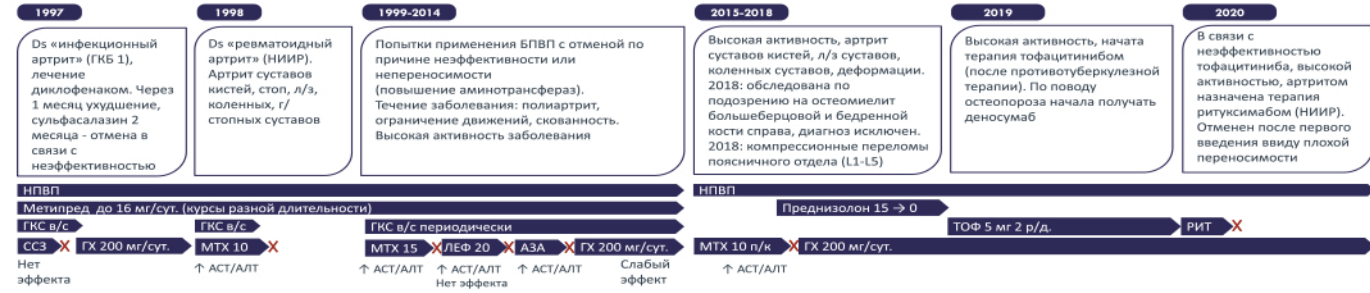 1997
Ds «инфекционный
артрит» (ГКБ 1),
лечение
диклофенаком. Через
1 месяц ухудшение,
сульфасалазин 2
месяца - отмена в
связи с
неэффективностью
1998
Ds «ревматоидный
артрит» (НИИР).
Артрит суставов
кистей, стоп, л/з,
коленных, г/
стопных суставов
1999-2014
Попытки применения БПВП с отменой по
причине неэффективности или
непереносимости
(повышение аминотрансфераз).
Течение заболевания: полиартрит,
ограничение движений, скованность.
Высокая активность заболевания
2015-2018
Высокая активность, артрит
суставов кистей, л/з суставов,
коленных суставов, деформации.
2018: обследована по
подозрению на остеомиелит
большеберцовой и бедренной
кости справа, диагноз исключен.
2018: компрессионные переломы
поясничного отдела (L1-L5)
2019
Высокая активность, начата
терапия тофацитинибом
(после противотуберкулезной
терапии). По поводу
остеопороза начала получать
деносумаб
2020
В связи с
неэффективностью
тофацитиниба, высокой
активностью, артритом
назначена терапия
ритуксимабом (НИИР).
Отменен после первого
введения ввиду плохой
переносимости
НПВП
НПВП
Метипред до 16 мг/сут. (курсы разной длительности)
Преднизолон 15 → 0
ГКС в/с
ГКС в/с
ГКС в/с периодически
ТОФ 5 мг 2 р/д.
РИТ X
ССЗ X ГХ 200 мг/сут.
МТХ 10 X
МТХ 15 X ЛЕФ 20 X АЗА X ГХ 200 мг/сут.
МТХ 10 п/к X ГХ 200 мг/сут.
Нет
эффекта
↑ АСТ/АЛТ
↑ АСТ/АЛТ
↑ АСТ/АЛТ
Нет эффекта
↑ АСТ/АЛТ
Слабый
эффект
↑ АСТ/АЛТ